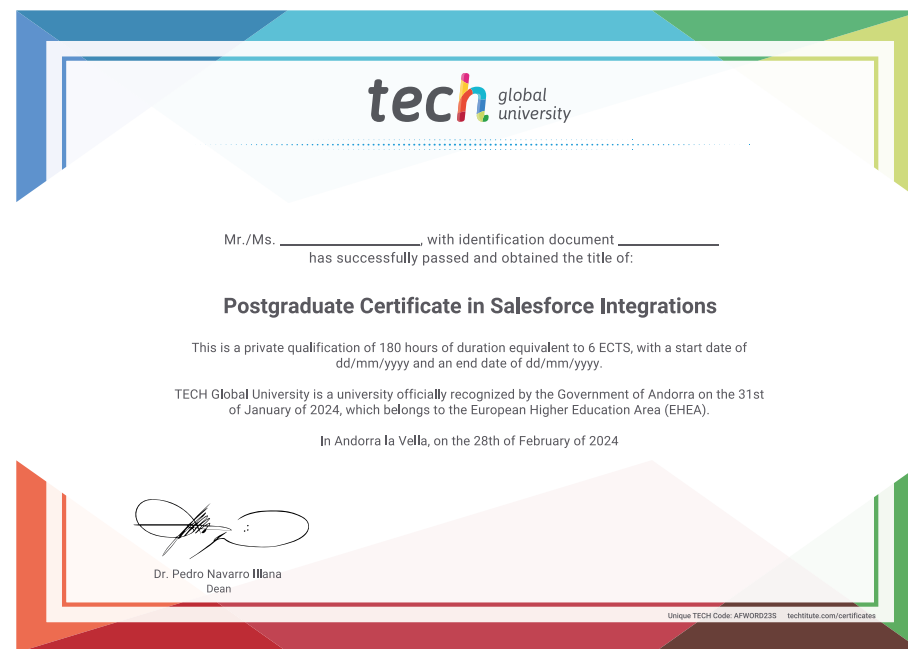 tech global university
Mr./Ms. ____________________, with identification document ______________
has successfully passed and obtained the title of:
Postgraduate Certificate in Salesforce Integrations
This is a private qualification of 180 hours of duration equivalent to 6 ECTS, with a start date of
dd/mm/yyyy and an end date of dd/mm/yyyy.
TECH Global University is a university officially recognized by the Government of Andorra on the 31st
of January of 2024, which belongs to the European Higher Education Area (EHEA).
In Andorra la Vella, on the 28th of February of 2024
Dr. Pedro Navarro Illana
Dean
Unique TECH Code: AFWORD23S techtitute.com/certificates